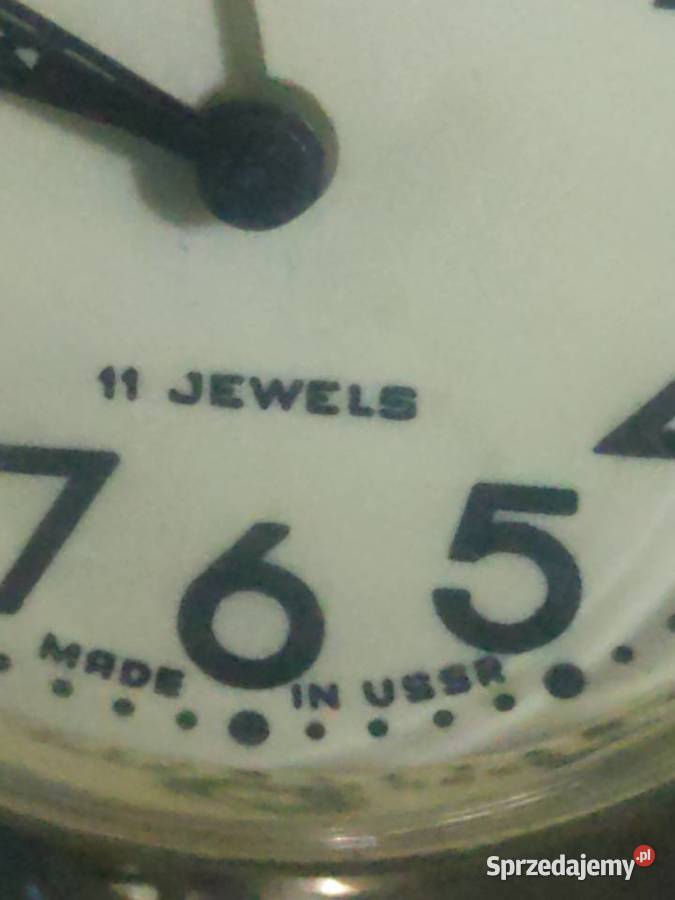 11 JEWELS
7 6 5 4
MADE IN USSR
Sprzedajemy.pl